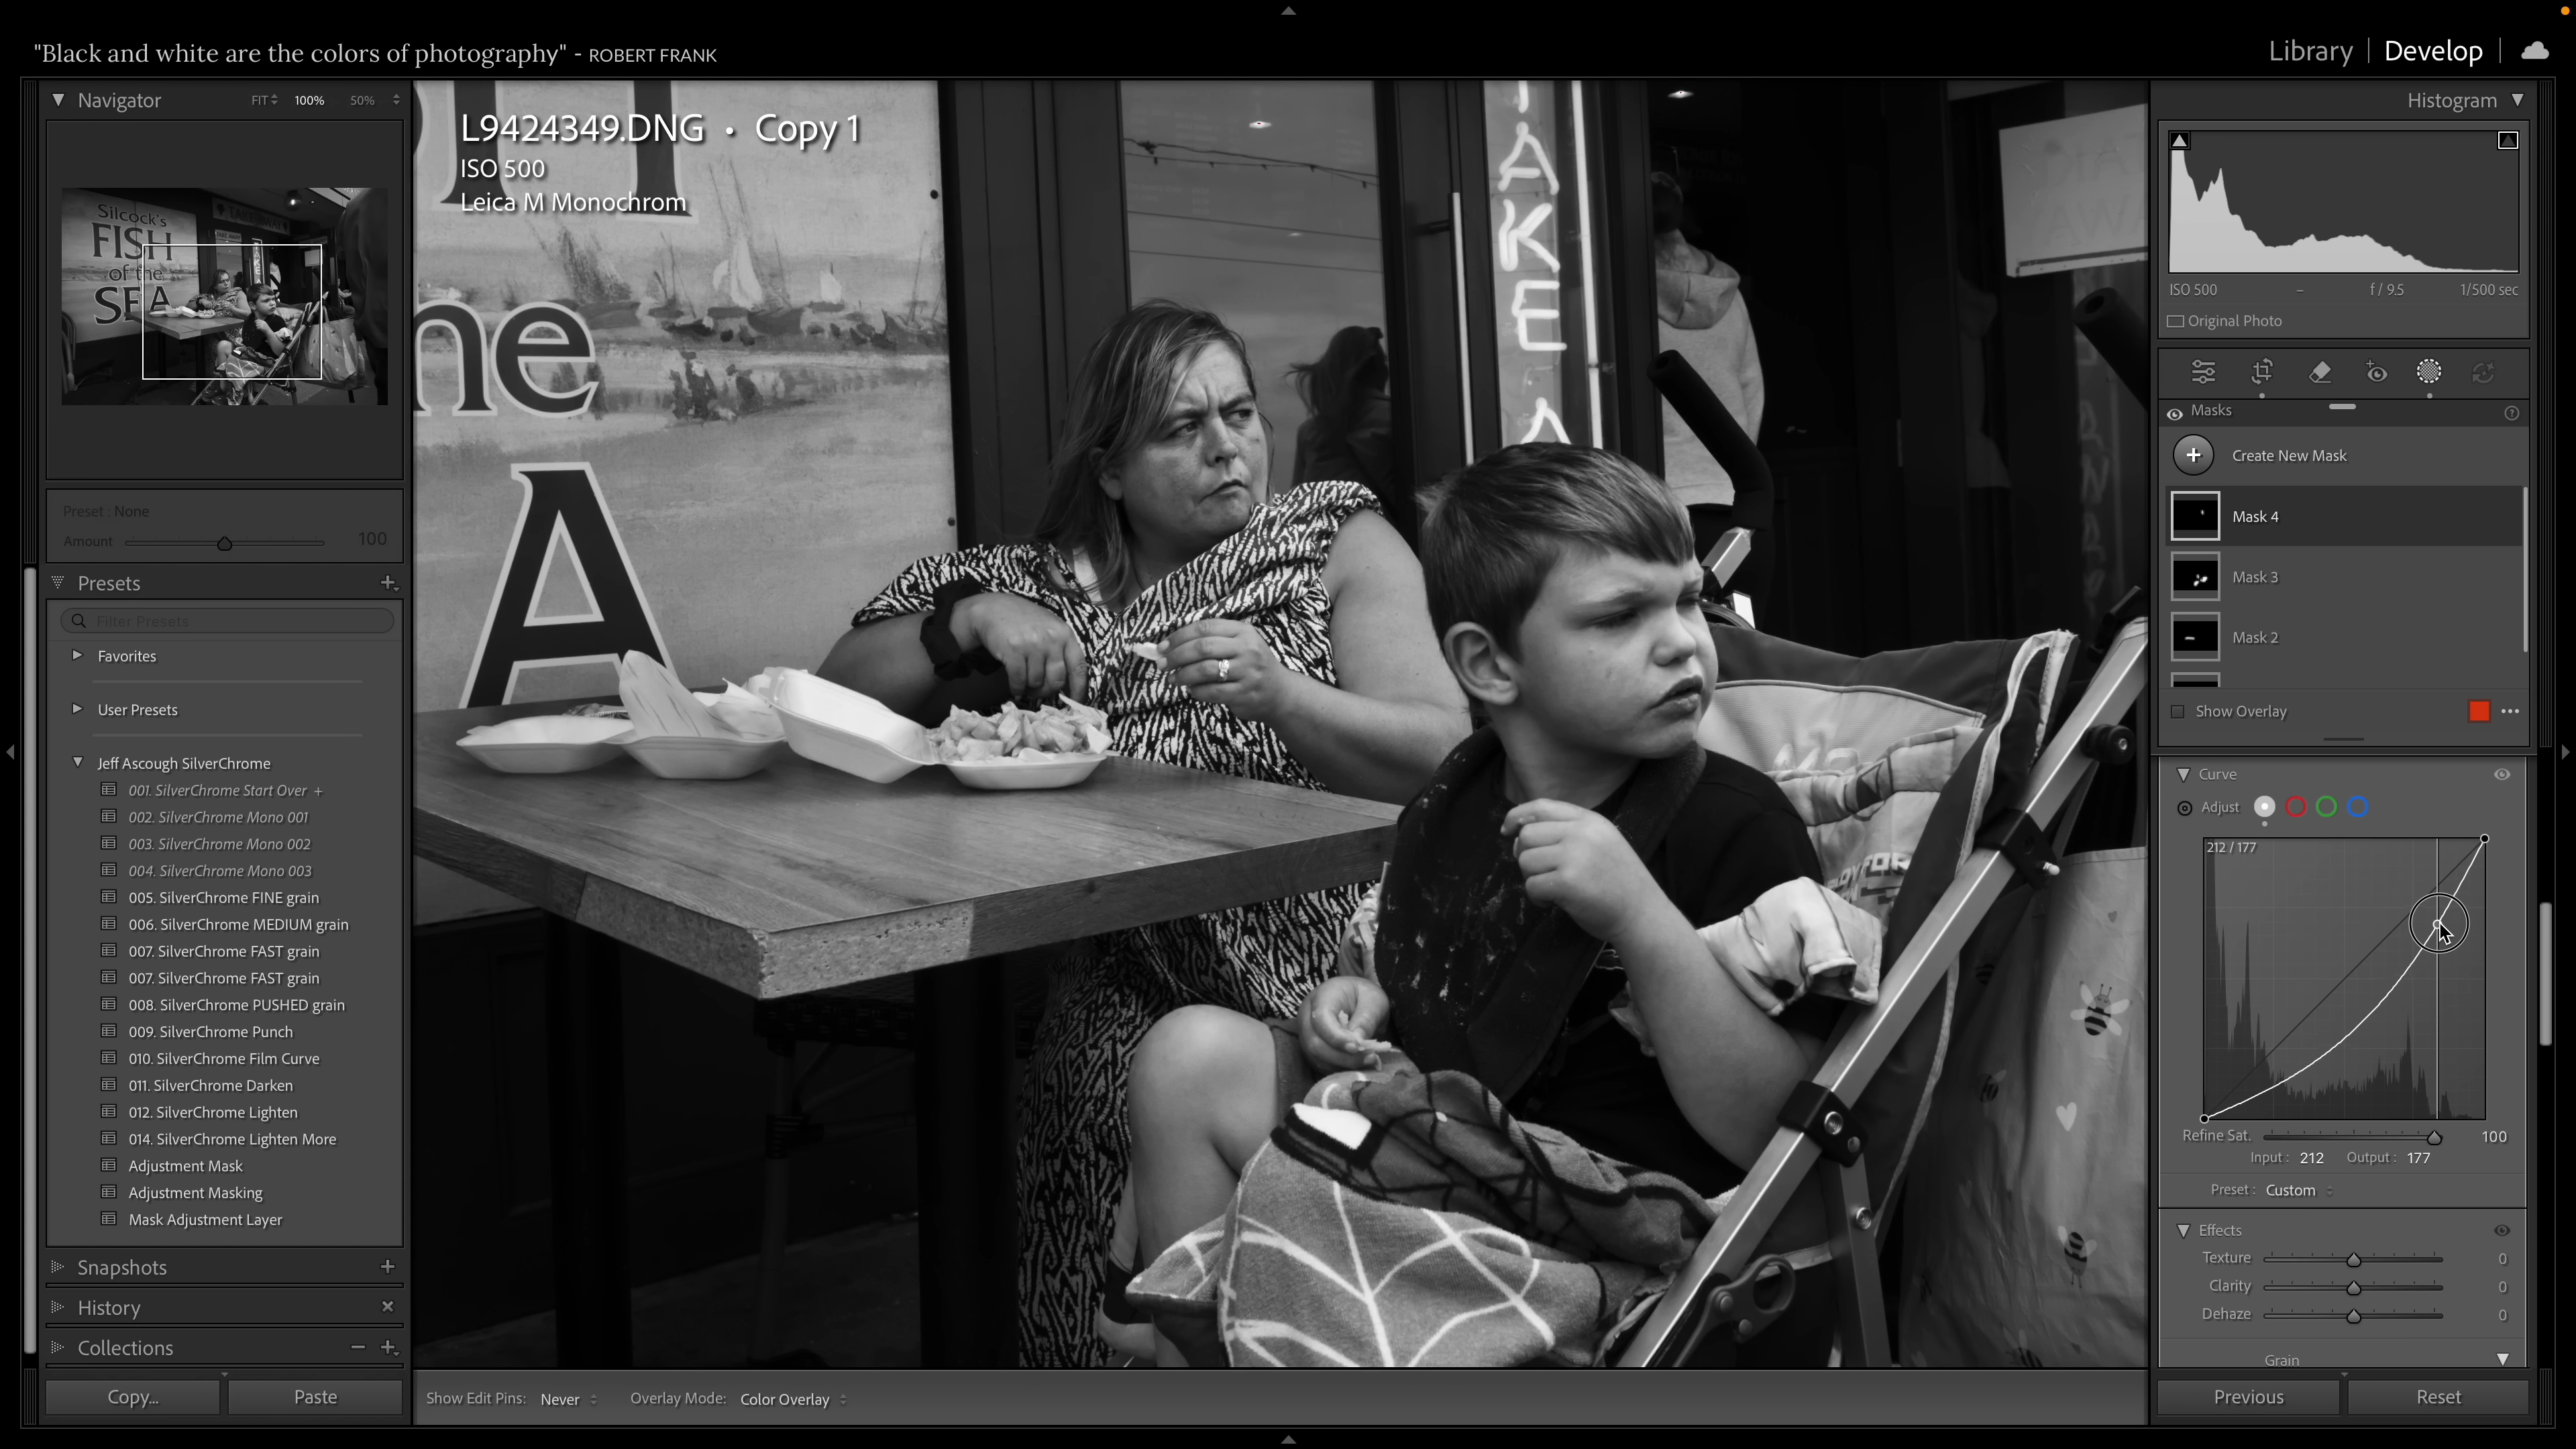 "Black and white are the colors of photography" - ROBERT FRANK
Library | Develop |
Navigator FIT 100% 50%
Silcock's
FISH
of the
SEA
Preset : None
Amount 100
Presets
Filter Presets
Favorites
User Presets
Jeff Ascough SilverChrome
001. SilverChrome Start Over +
002. SilverChrome Mono 001
003. SilverChrome Mono 002
004. SilverChrome Mono 003
005. SilverChrome FINE grain
006. SilverChrome MEDIUM grain
007. SilverChrome FAST grain
007. SilverChrome FAST grain
008. SilverChrome PUSHED grain
009. SilverChrome Punch
010. SilverChrome Film Curve
011. SilverChrome Darken
012. SilverChrome Lighten
014. SilverChrome Lighten More
Adjustment Mask
Adjustment Masking
Mask Adjustment Layer
Snapshots
History
Collections
Copy... Paste
L9424349.DNG • Copy 1
ISO 500
Leica M Monochrom
he
A
AKE A
Show Edit Pins: Never Overlay Mode: Color Overlay
Histogram
ISO 500 – f / 9.5 1/500 sec
Original Photo
Masks
Create New Mask
Mask 4
Mask 3
Mask 2
Show Overlay
Curve
Adjust
212 / 177
Refine Sat. 100
Input : 212 Output : 177
Preset : Custom
Effects
Texture 0
Clarity 0
Dehaze 0
Grain
Previous Reset